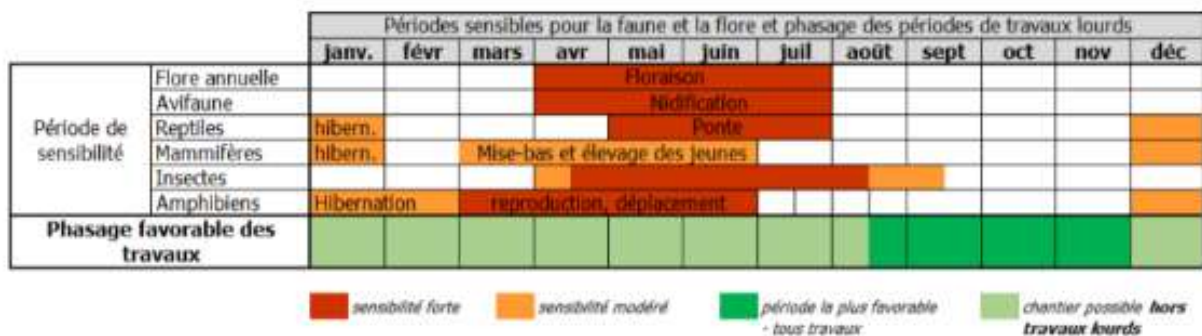 Périodes sensibles pour la faune et la flore et phasage des périodes de travaux lourds
janv. févr mars avr mai juin juil août sept oct nov déc
Période de sensibilité
Flore annuelle Floraison
Avifaune Nidification
Reptiles hibern. Ponte
Mammifères hibern. Mise-bas et élevage des jeunes
Insectes
Amphibiens Hibernation reproduction, déplacement
Phasage favorable des
travaux
sensibilité forte
sensibilité modéré
période la plus favorable
- tous travaux
chantier possible hors
travaux lourds